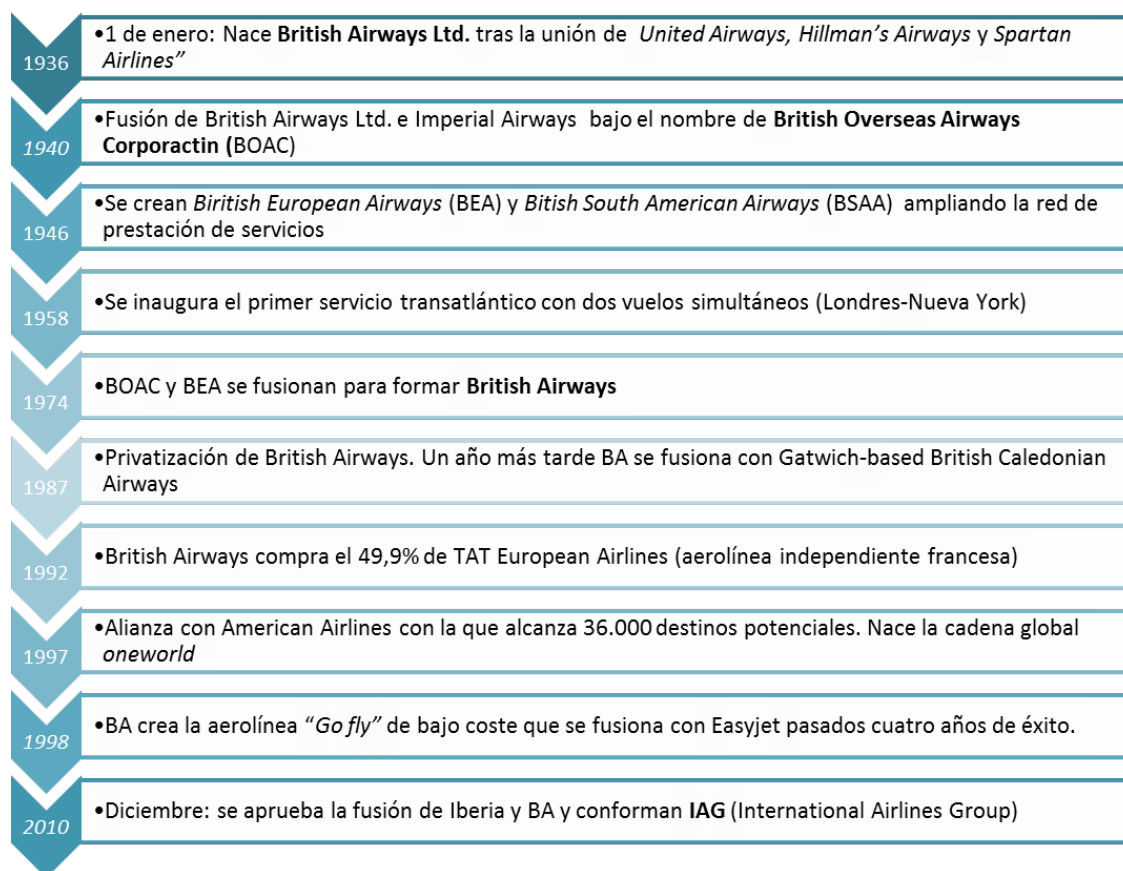 1936
•1 de enero: Nace British Airways Ltd. tras la unión de United Airways, Hillman's Airways y Spartan
Airlines”
1940
•Fusión de British Airways Ltd. e Imperial Airways bajo el nombre de British Overseas Airways
Corporactin (BOAC)
1946
•Se crean Biritish European Airways (BEA) y Bitish South American Airways (BSAA) ampliando la red de
prestación de servicios
1958
•Se inaugura el primer servicio transatlántico con dos vuelos simultáneos (Londres-Nueva York)
1974
•BOAC y BEA se fusionan para formar British Airways
1987
•Privatización de British Airways. Un año más tarde BA se fusiona con Gatwich-based British Caledonian
Airways
1992
•British Airways compra el 49,9% de TAT European Airlines (aerolínea independiente francesa)
1997
•Alianza con American Airlines con la que alcanza 36.000 destinos potenciales. Nace la cadena global
oneworld
1998
•BA crea la aerolínea “Go fly” de bajo coste que se fusiona con Easyjet pasados cuatro años de éxito.
2010
•Diciembre: se aprueba la fusión de Iberia y BA y conforman IAG (International Airlines Group)